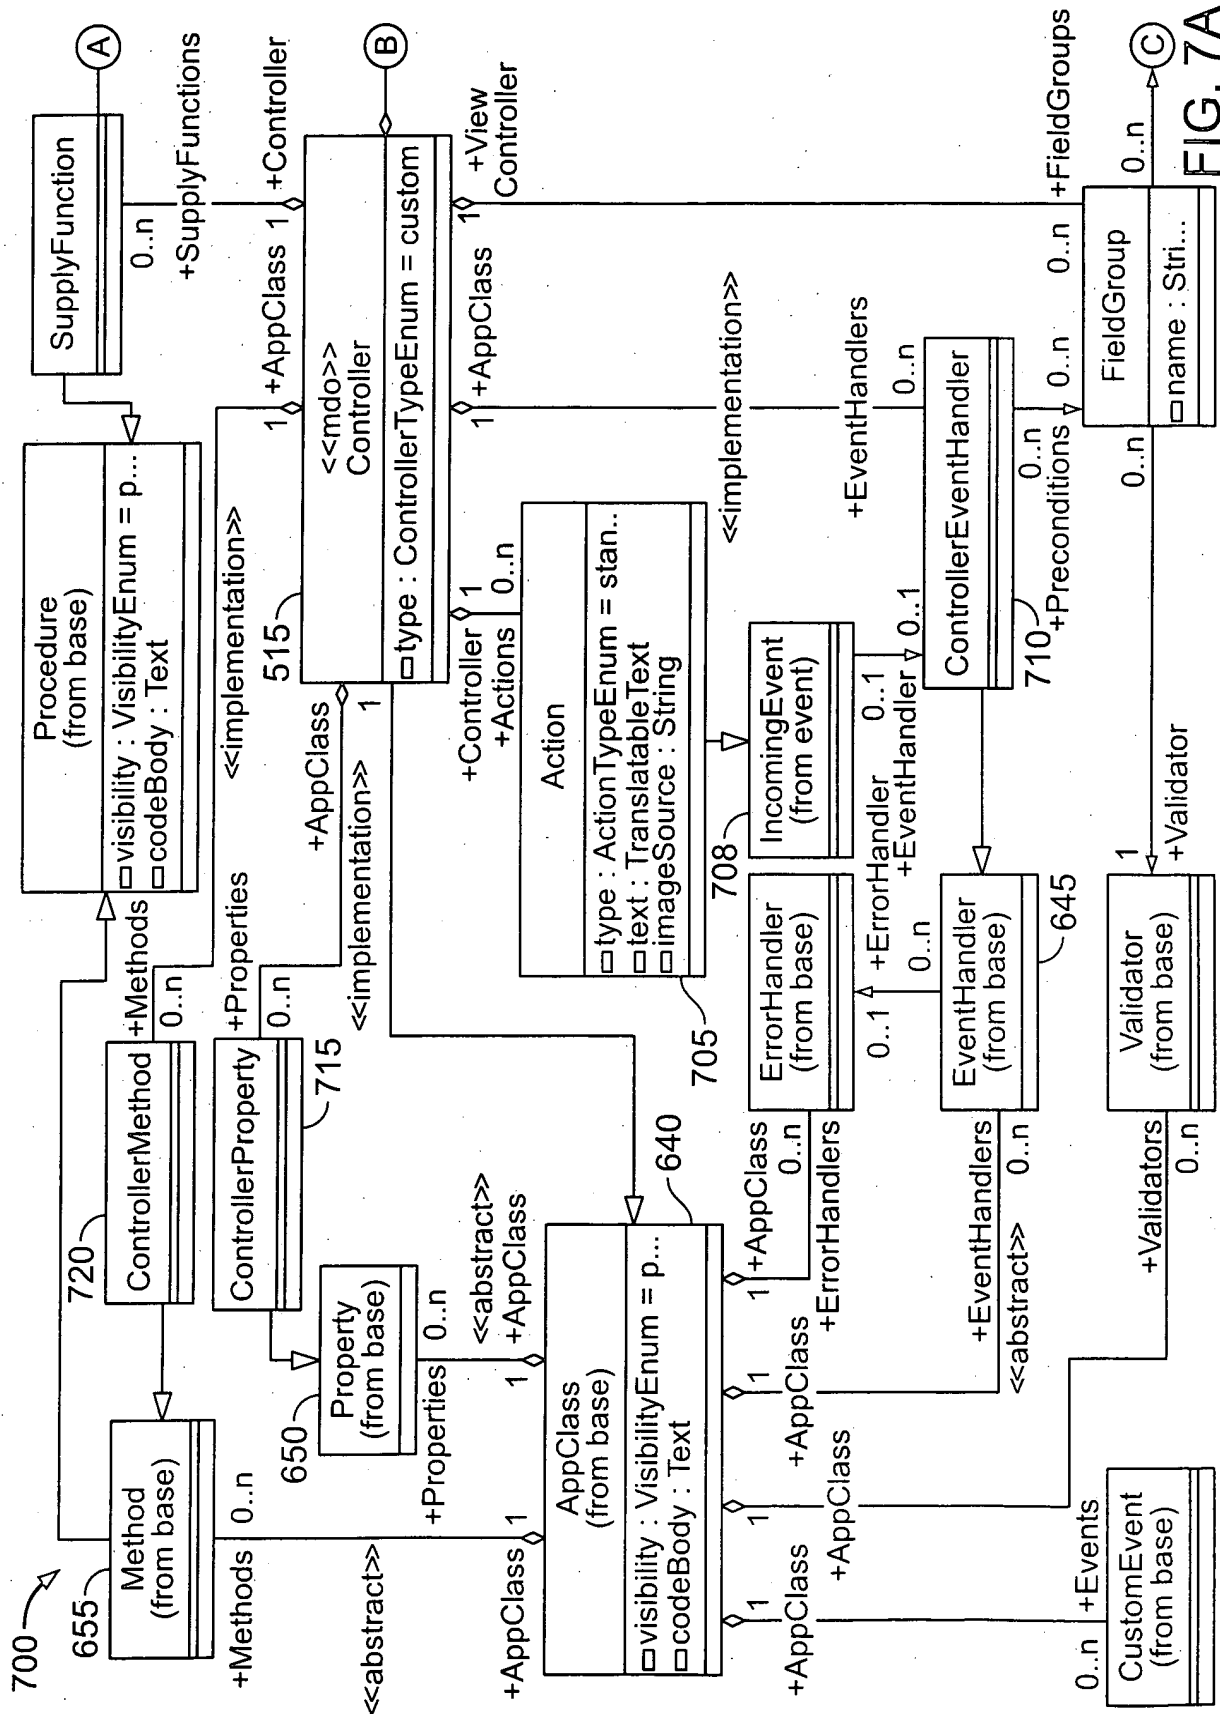 700
655
Method
(from base)
+Methods
0..n
<<abstract>>
+AppClass
1
720
ControllerMethod
+Methods
0..n
ControllerProperty
715
+Properties
0..n
650
Property
(from base)
+Properties
0..n
<<abstract>>
+AppClass
1
Procedure
(from base)
visibility : VisibilityEnum = p...
codeBody : Text
<<implementation>>
+AppClass
1
SupplyFunction
A
0..n
+SupplyFunctions
1
+Controller
515
<<mdo>>
Controller
type : ControllerTypeEnum = custom
B
+AppClass
1
<<implementation>>
+Controller
1
+Actions
0..n
+AppClass
1
+View
Controller
1
AppClass
(from base)
visibility : VisibilityEnum = p...
codeBody : Text
640
Action
type : ActionTypeEnum = stan..
text : TranslatableText
imageSource : String
705
<<implementation>>
+EventHandlers
0..n
708
IncomingEvent
(from event)
0..1
+EventHandler
0..1
ErrorHandler
(from base)
+AppClass
1
0..n
+ErrorHandlers
0..1
+ErrorHandler
0..n
EventHandler
(from base)
645
+AppClass
1
+EventHandlers
0..n
<<abstract>>
ControllerEventHandler
710
0..n
+Preconditions
0..n
FieldGroup
name : Stri...
0..n
+FieldGroups
0..n
C
0..n
1
+Validator
Validator
(from base)
+Validators
0..n
1
+AppClass
CustomEvent
(from base)
+Events
0..n
+AppClass
1
FIG. 7A